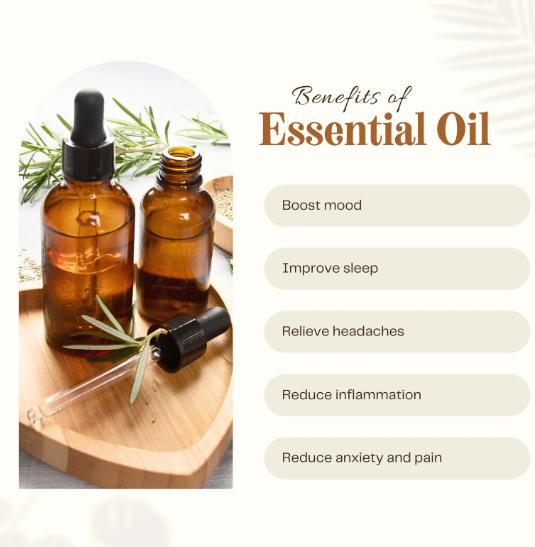 Benefits of
Essential Oil
Boost mood
Improve sleep
Relieve headaches
Reduce inflammation
Reduce anxiety and pain